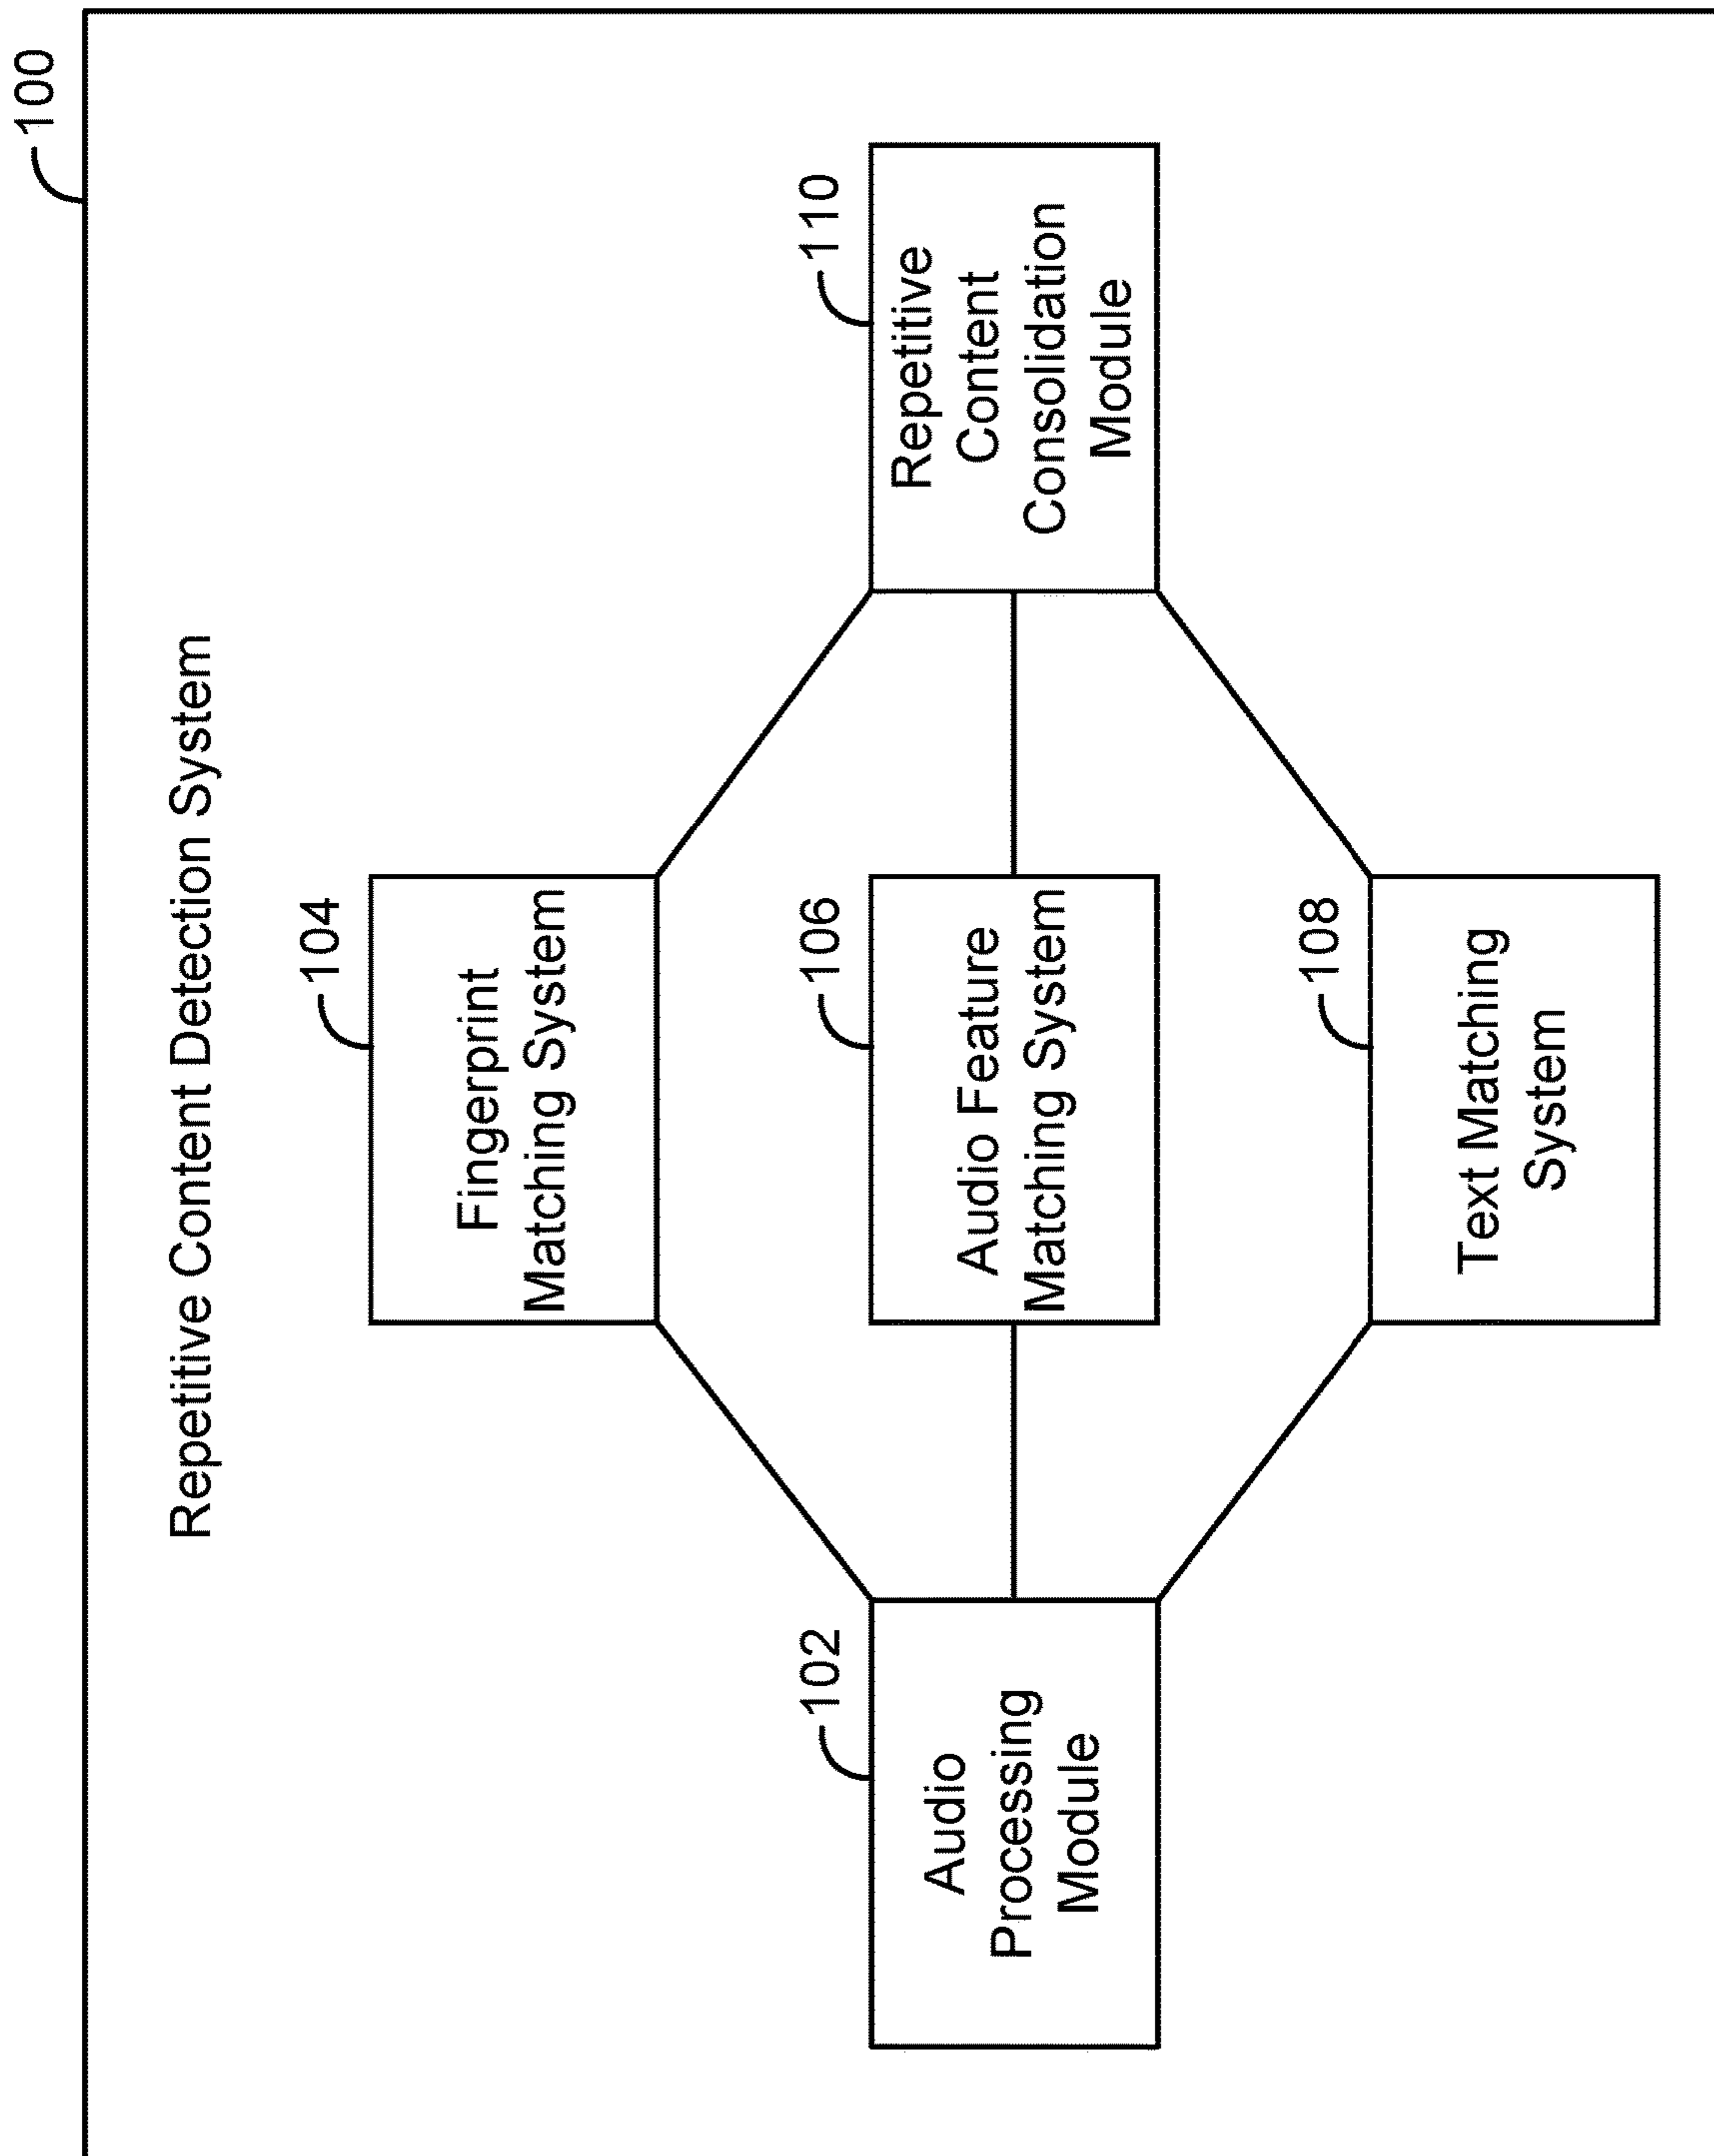 100
Repetitive Content Detection System
104
Fingerprint
Matching System
102
Audio
Processing
Module
106
Audio Feature
Matching System
110
Repetitive
Content
Consolidation
Module
108
Text Matching
System